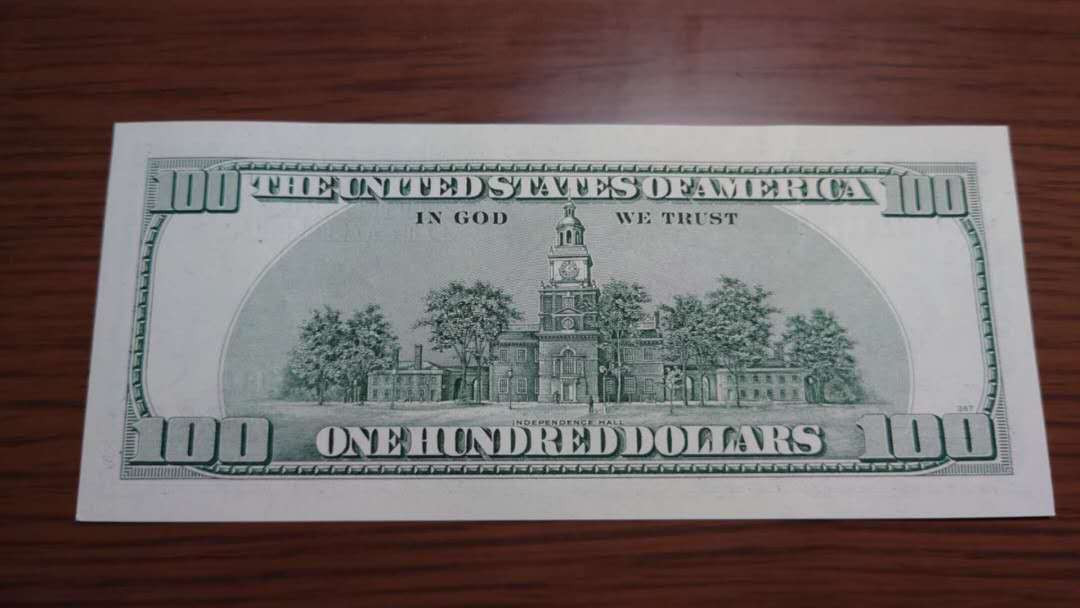 100 THE UNITED STATES OF AMERICA 100
IN GOD WE TRUST
INDEPENDENCE HALL
100 ONE HUNDRED DOLLARS 100